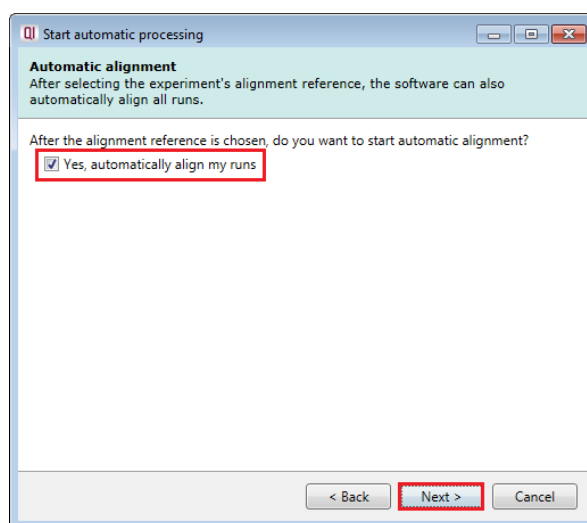 QI Start automatic processing
Automatic alignment
After selecting the experiment's alignment reference, the software can also
automatically align all runs.
After the alignment reference is chosen, do you want to start automatic alignment?
Yes, automatically align my runs
< Back Next > Cancel